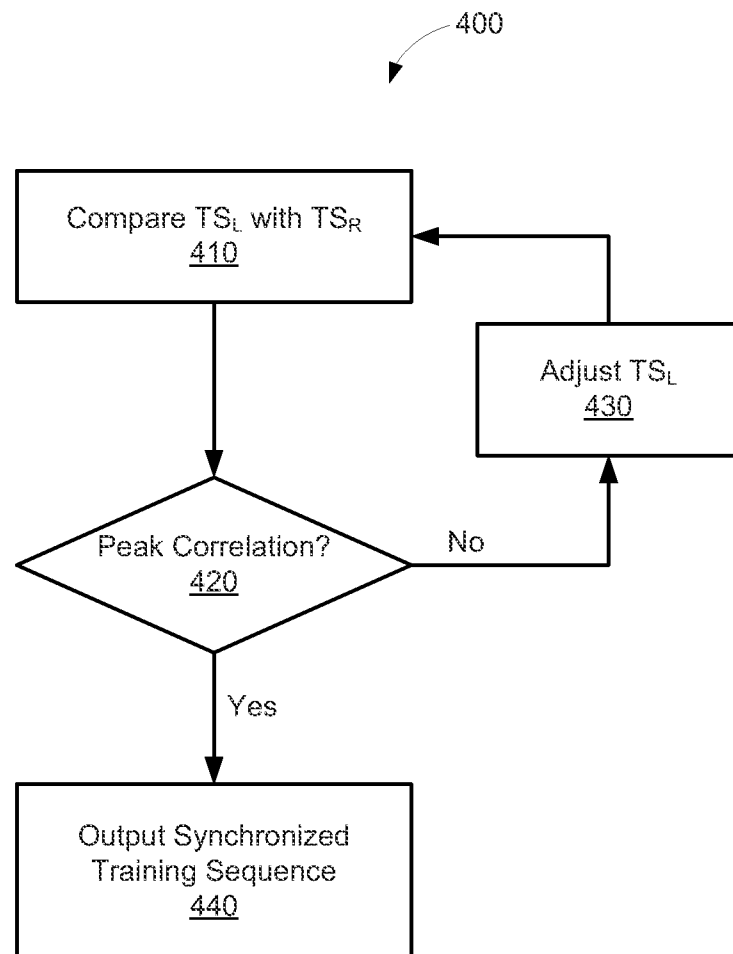 400
Compare TSL with TSR
410
Adjust TSL
430
Peak Correlation?
420
No
Yes
Output Synchronized
Training Sequence
440